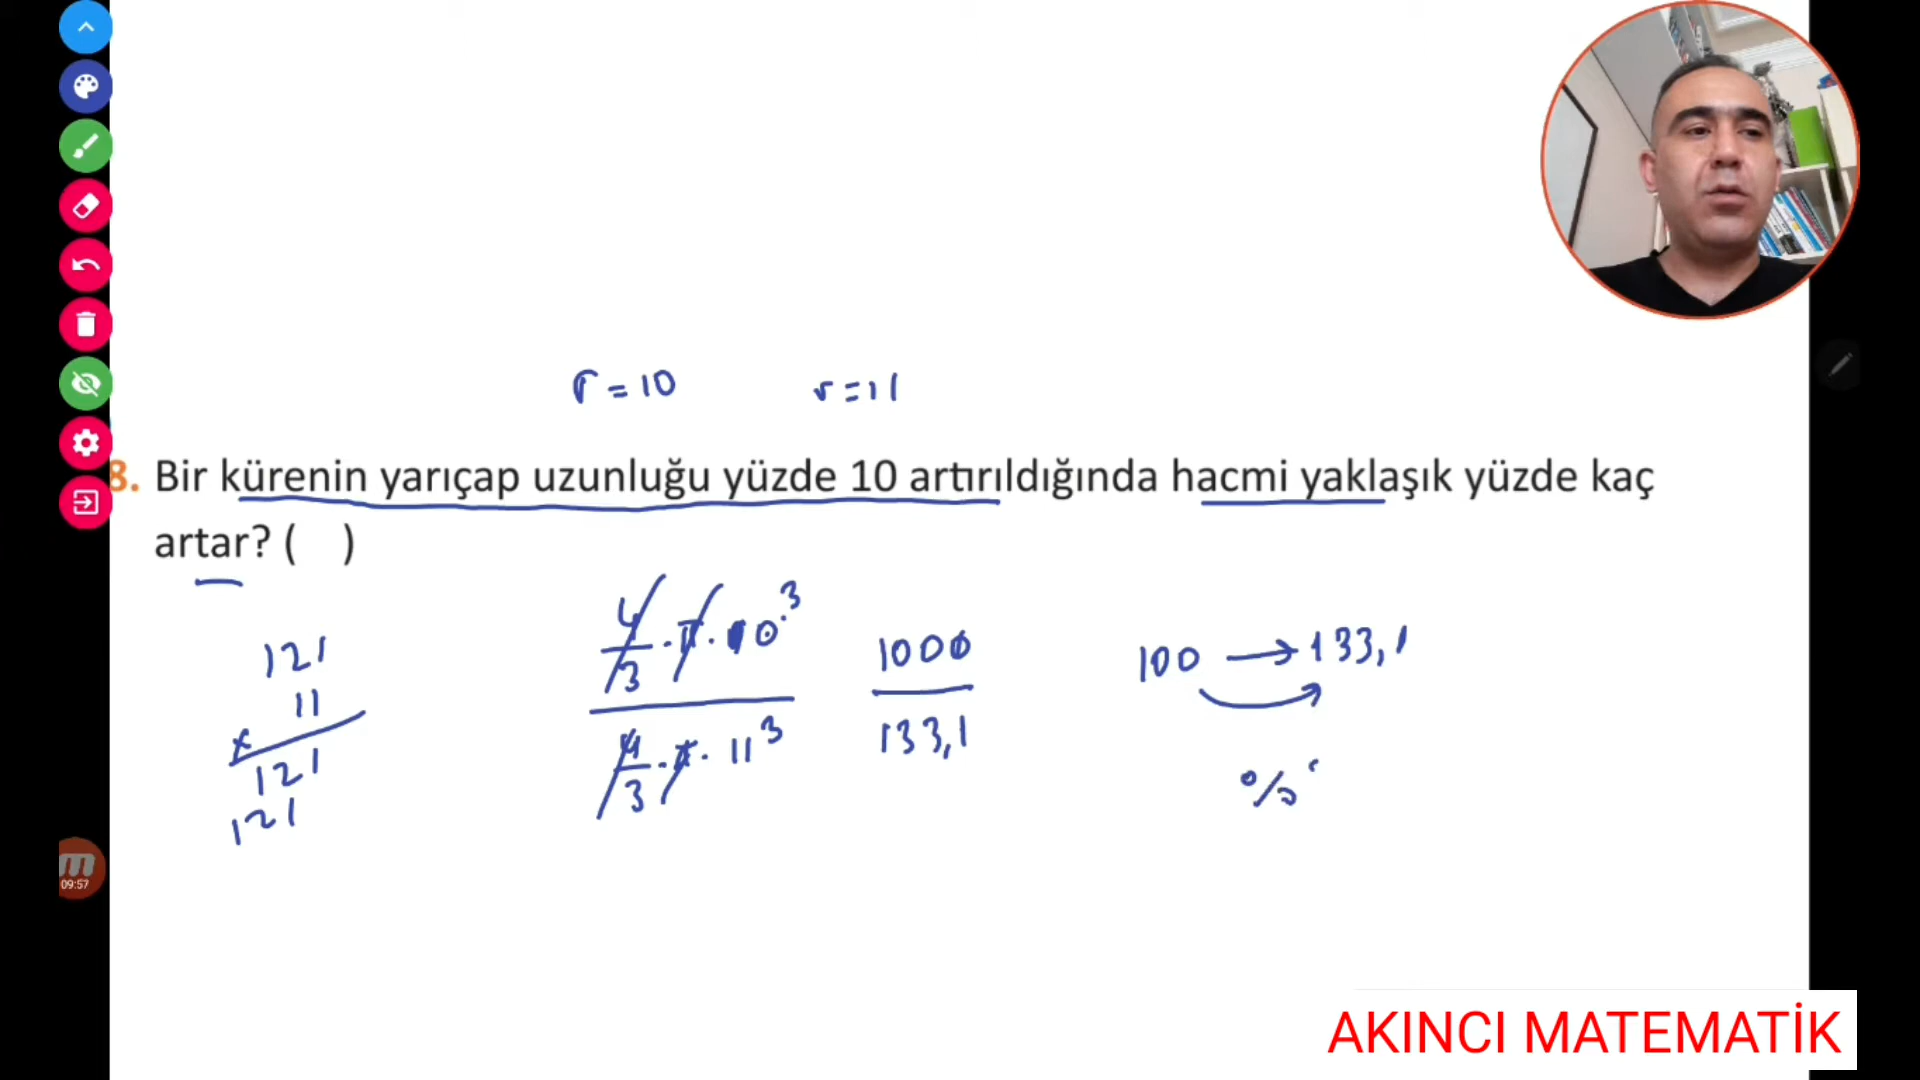 r = 10
r = 11
8. Bir kürenin yarıçap uzunluğu yüzde 10 artırıldığında hacmi yaklaşık yüzde kaç
artar? ( )
121
11
x
121
121
4/3 . π . 10³
4/3 . π . 11³
1000
133,1
100 → 133,1
%
m
09:57
AKINCI MATEMATİK